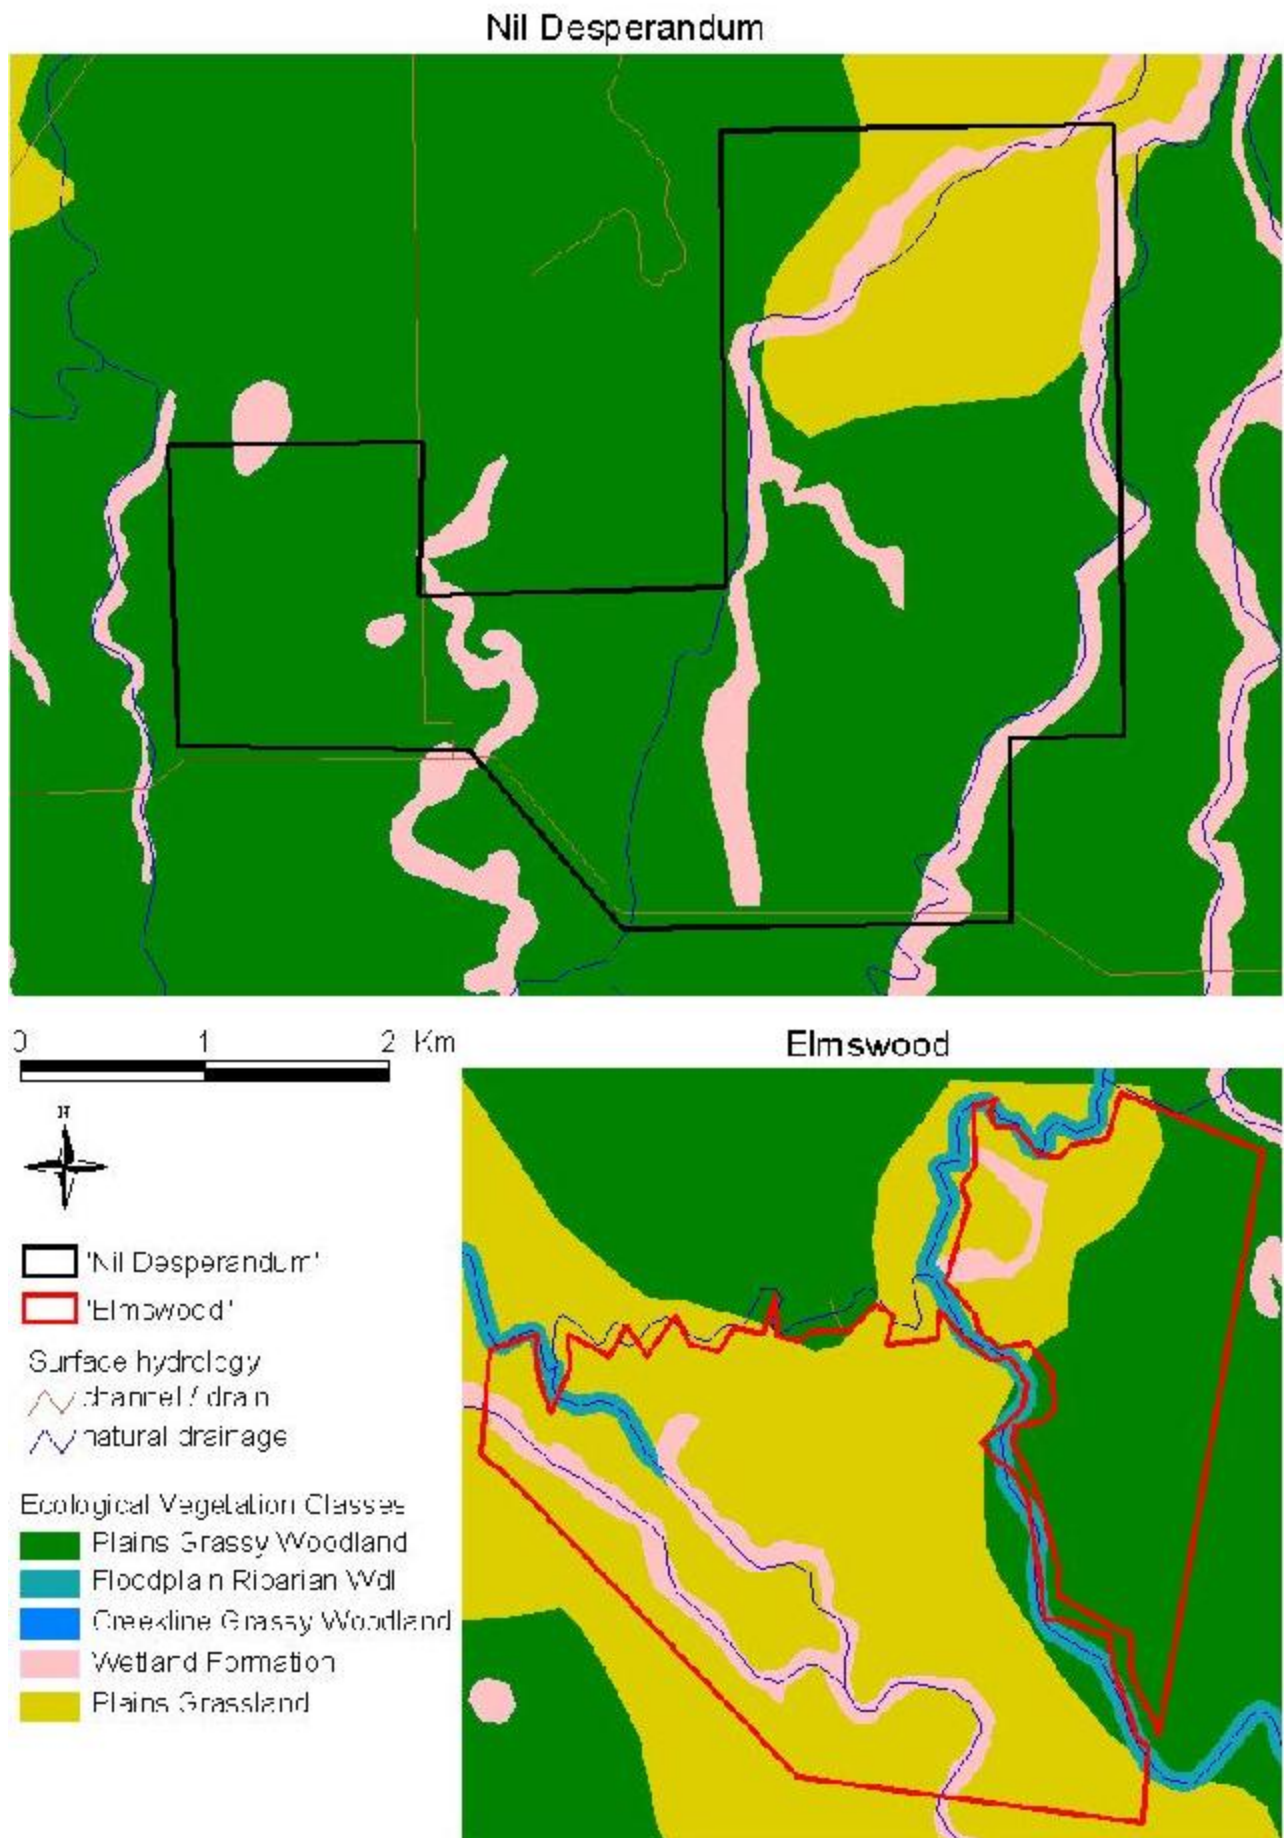 Nil Desperandum
0 1 2 Km
Elmswood
N
'Nil Desperandum'
'Elmswood'
Surface hydrology
channel / drain
natural drainage
Ecological Vegetation Classes
Plains Grassy Woodland
Floodplain Riparian Wdl
Creekline Grassy Woodland
Wetland Formation
Plains Grassland